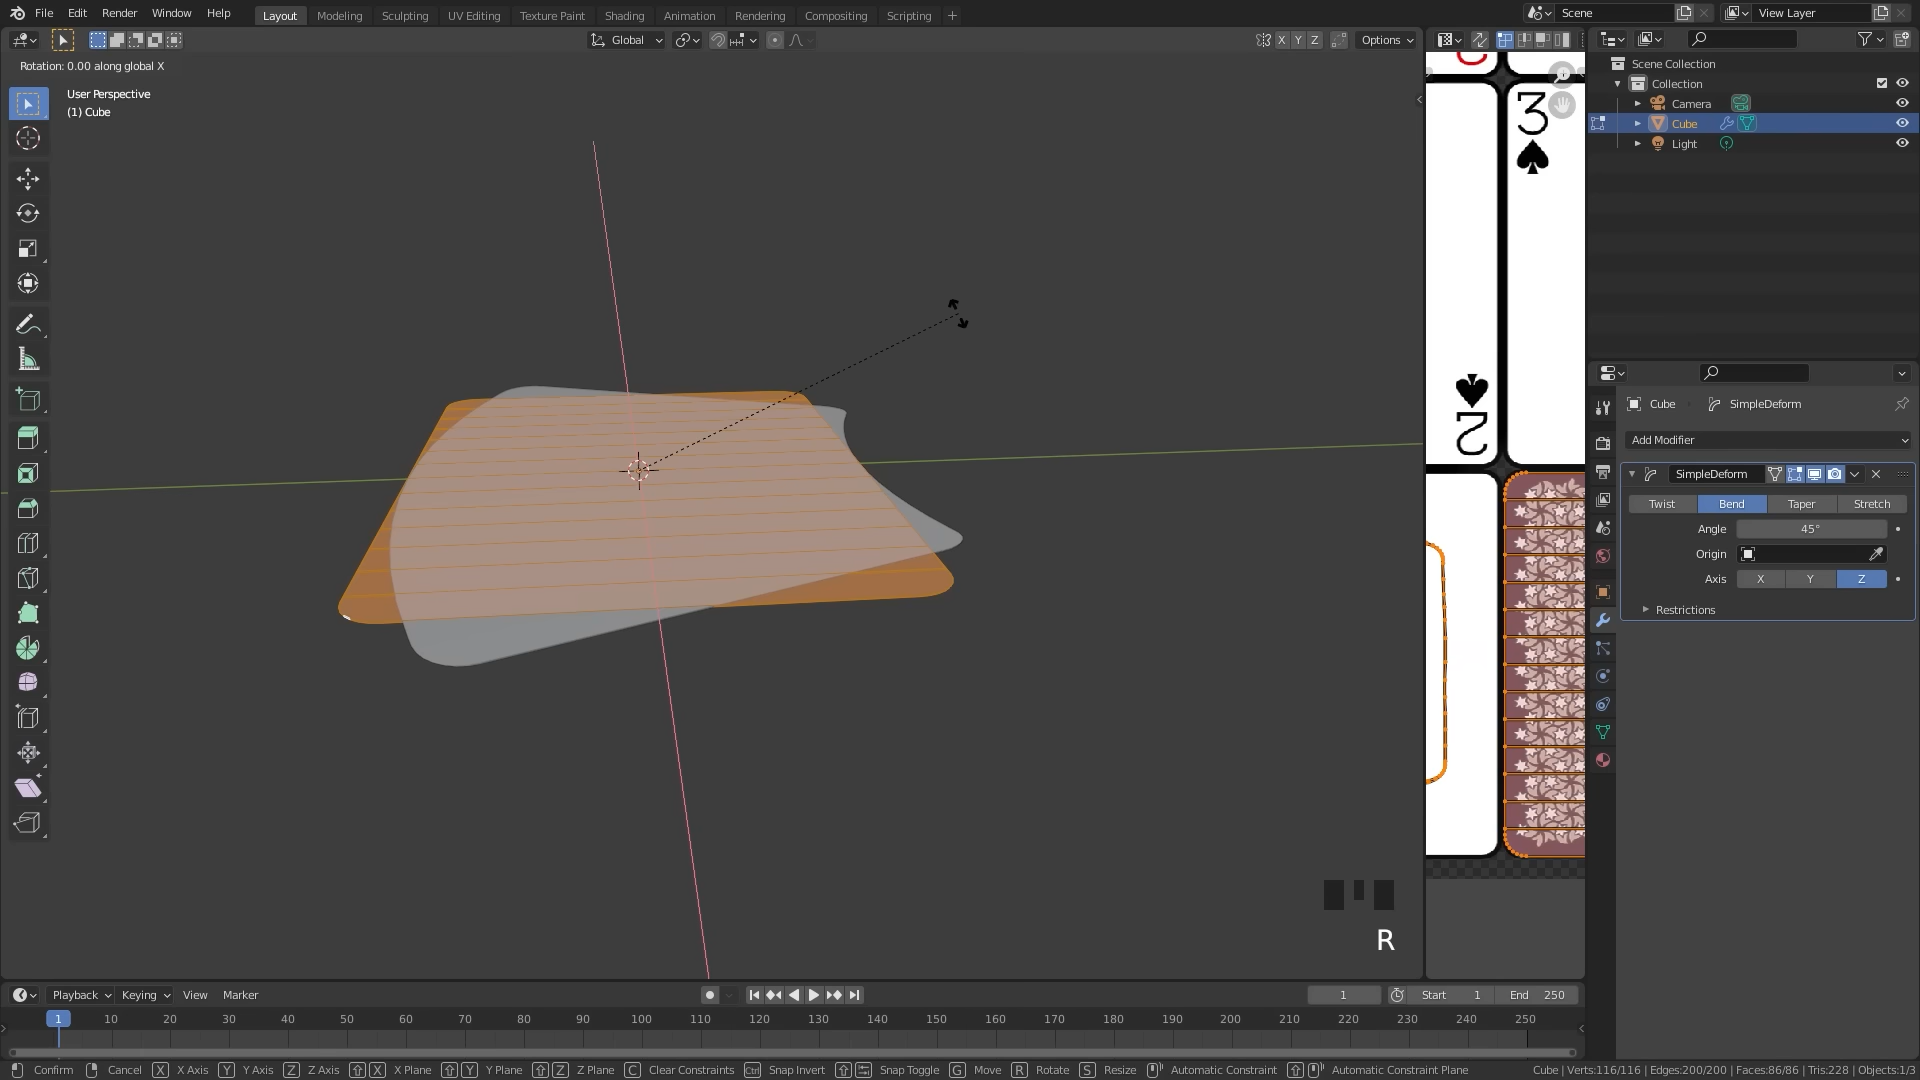 File Edit Render Window Help Layout Modeling Sculpting UV Editing Texture Paint Shading Animation Rendering Compositing Scripting + Scene View Layer
Global X Y Z Options
Rotation: 0.00 along global X
User Perspective
(1) Cube
Scene Collection
Collection
Camera
Cube
Light
3
2
Cube SimpleDeform
Add Modifier
SimpleDeform
Twist Bend Taper Stretch
Angle 45°
Origin
Axis X Y Z
Restrictions
R
Playback Keying View Marker 1 Start 1 End 250
1 10 20 30 40 50 60 70 80 90 100 110 120 130 140 150 160 170 180 190 200 210 220 230 240 250
Confirm Cancel X X Axis Y Y Axis Z Z Axis X X Plane Y Y Plane Z Z Plane C Clear Constraints Ctrl Snap Invert Snap Toggle G Move R Rotate S Resize Automatic Constraint Automatic Constraint Plane Cube | Verts:116/116 | Edges:200/200 | Faces:86/86 | Tris:228 | Objects:1/3